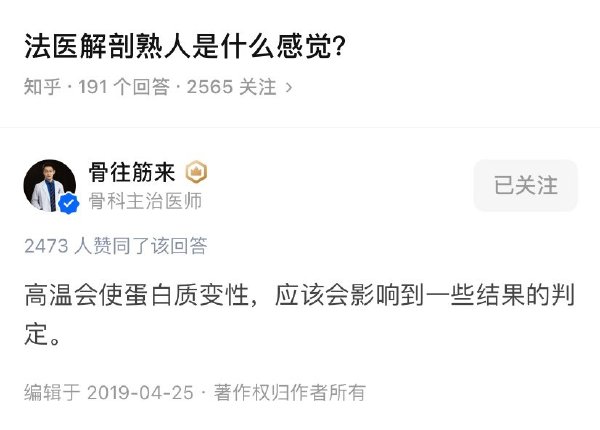 法医解剖熟人是什么感觉？
知乎 · 191 个回答 · 2565 关注 ›
骨往筋来
已关注
骨科主治医师
2473 人赞同了该回答
高温会使蛋白质变性，应该会影响到一些结果的判
定。
编辑于 2019-04-25 · 著作权归作者所有